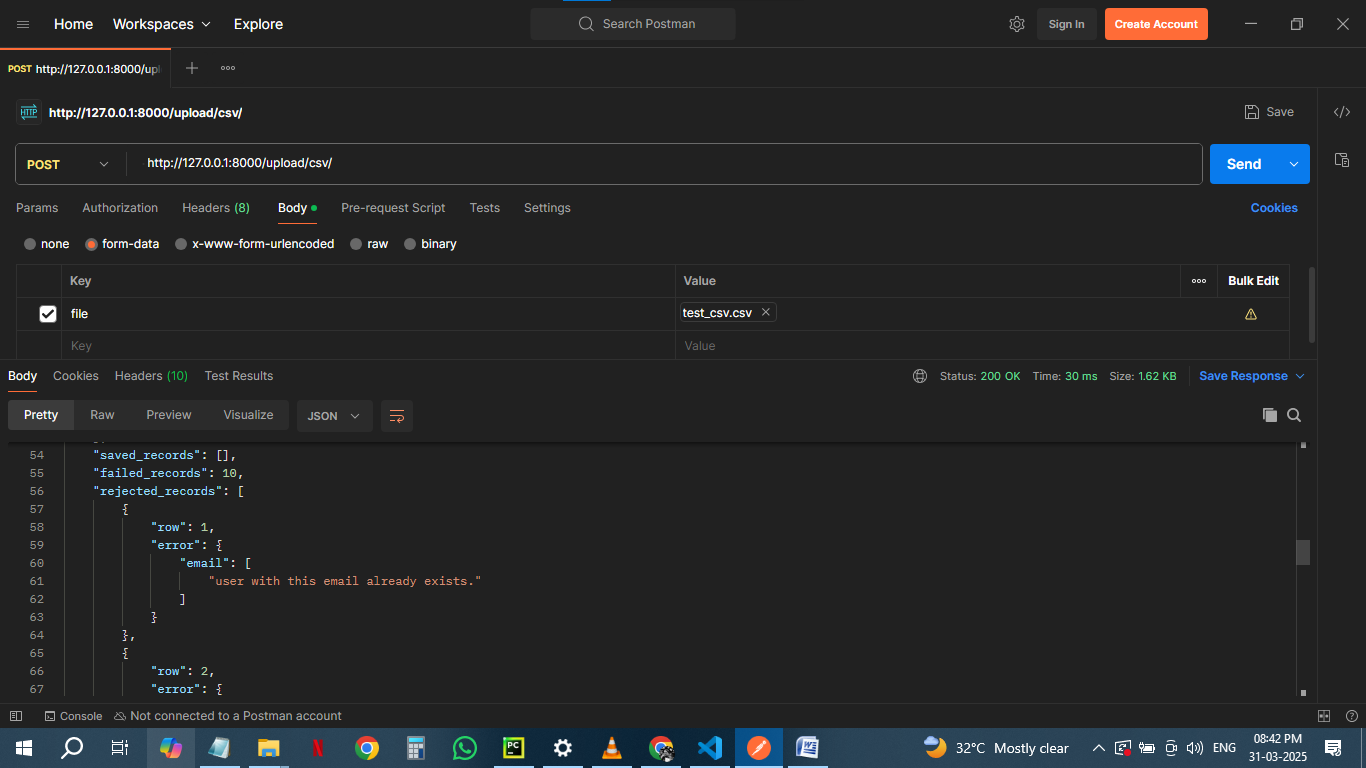 Home Workspaces Explore Search Postman Sign In Create Account
POST http://127.0.0.1:8000/upl
HTTP http://127.0.0.1:8000/upload/csv/ Save
POST http://127.0.0.1:8000/upload/csv/ Send
Params Authorization Headers (8) Body Pre-request Script Tests Settings Cookies
none form-data x-www-form-urlencoded raw binary
Key Value Bulk Edit
file test_csv.csv
Key Value
Body Cookies Headers (10) Test Results Status: 200 OK Time: 30 ms Size: 1.62 KB Save Response
Pretty Raw Preview Visualize JSON
54 "saved_records": [],
55 "failed_records": 10,
56 "rejected_records": [
57 {
58 "row": 1,
59 "error": {
60 "email": [
61 "user with this email already exists."
62 ]
63 }
64 },
65 {
66 "row": 2,
67 "error": {
Console Not connected to a Postman account
N PC W 32°C Mostly clear ENG 08:42 PM
31-03-2025